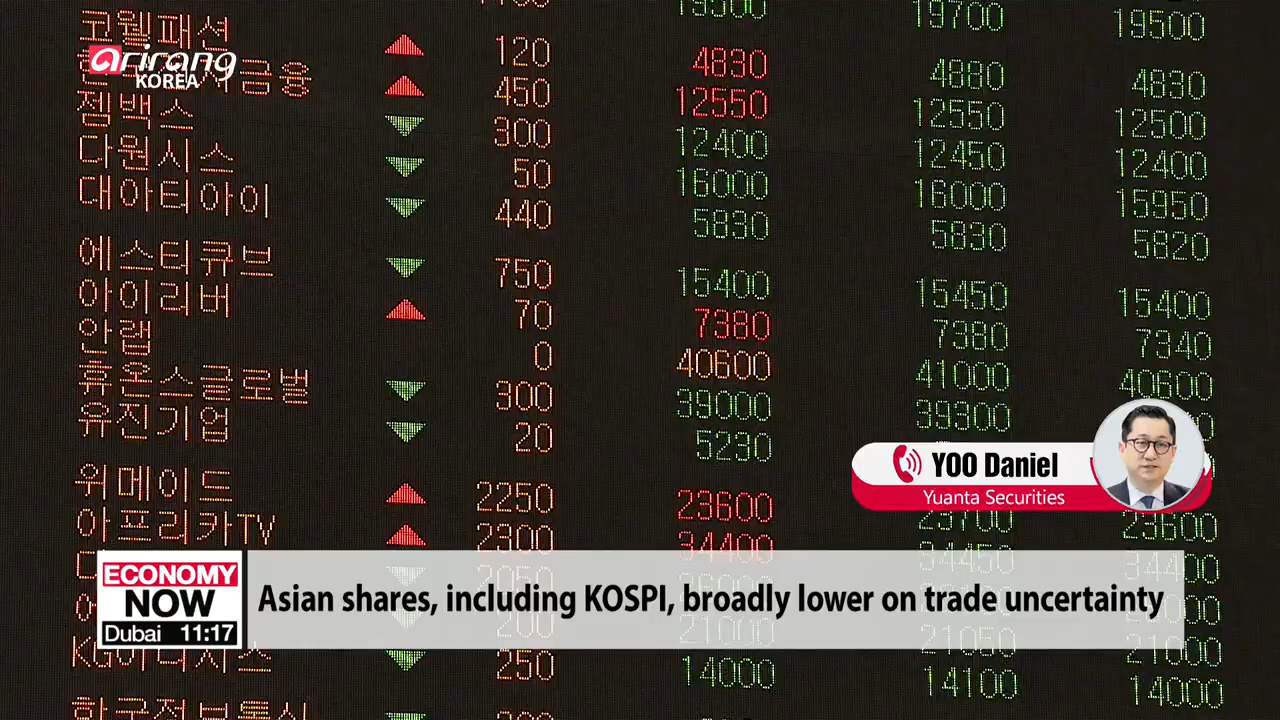 코웰패션 120 19700 19500
arirang
KOREA
금융 450 4830 4880 4830
젬백스 300 12550 12550 12500
다원시스 50 12400 12450 12400
대아티아이 440 16000 16000 15950
5830 5830 5820
에스티큐브 750 15400 15450 15400
아이리버 70 7380 7380 7340
안랩 0 40600 41000 40600
휴온스글로벌 300 39000 39300
유진기업 20 5230
YOO Daniel
Yuanta Securities
위메이드 2250 23600 23700 23600
아프리카TV 2300 34400 34450 34400
ECONOMY
NOW
Dubai 11:17
Asian shares, including KOSPI, broadly lower on trade uncertainty
200 21000 21050 21000
250 14000 14100 14000